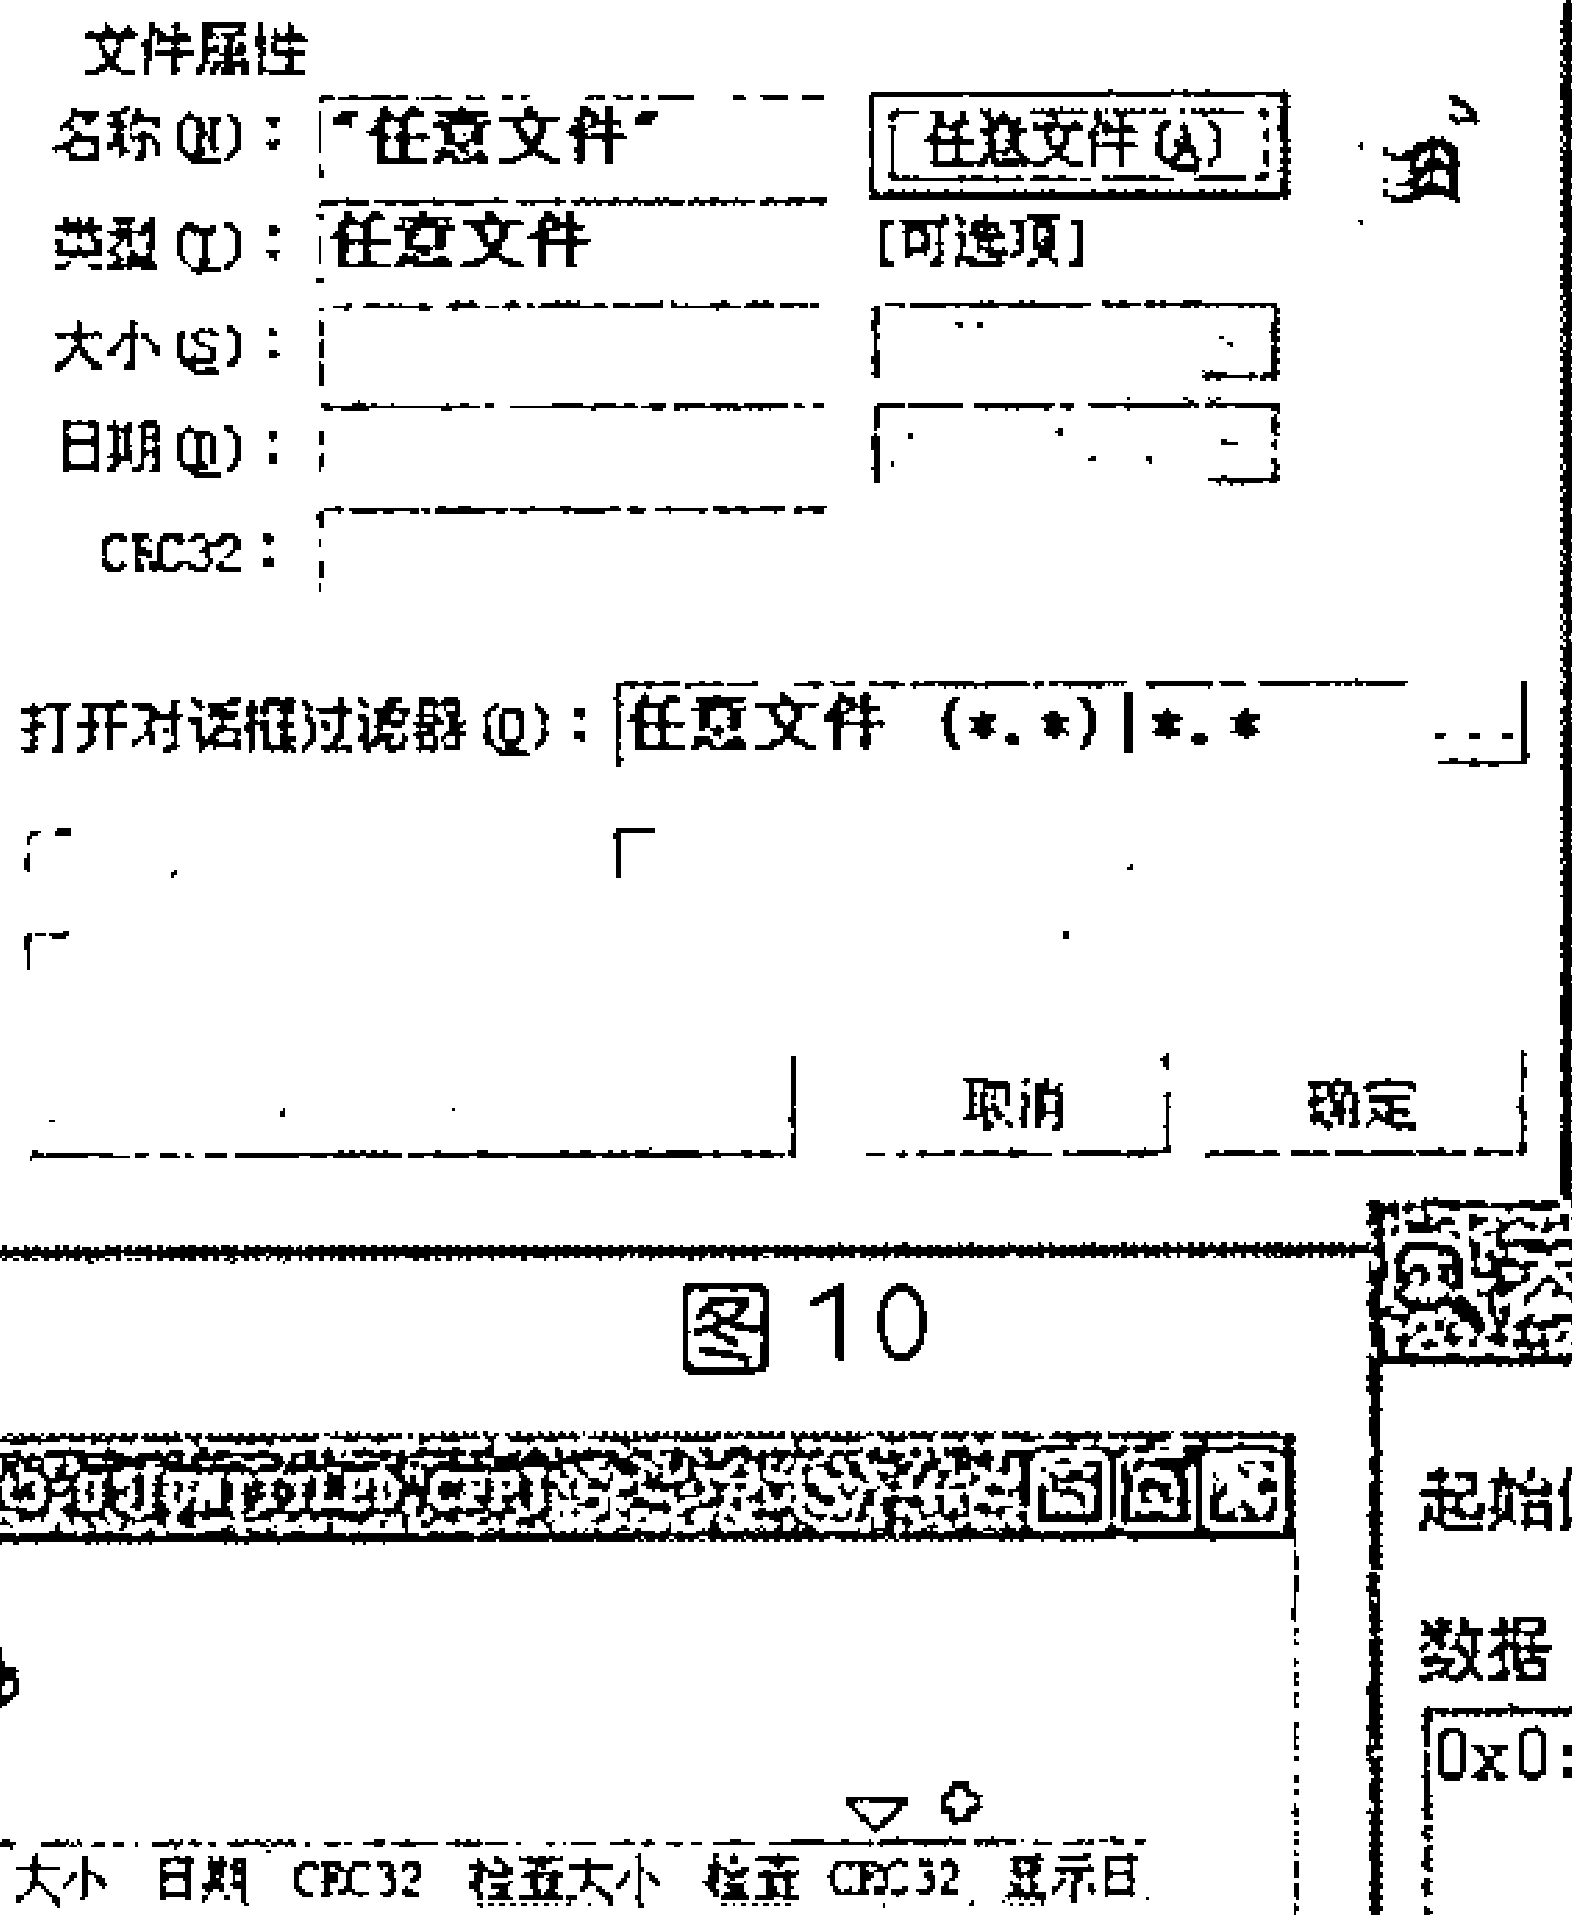 文件属性
名称(N)： "任意文件" 任意文件(A)
类型(T)： 任意文件 [可选项]
大小(S)：
日期(D)：
CRC32：
打开对话框过滤器(O)： 任意文件 (*.*)|*.* ...
取消 确定
图10
起始
数据
0x0:
大小 日期 CRC32 检查大小 检查 CRC32 显示日